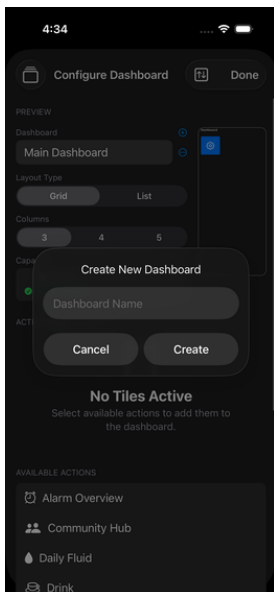 4:34
Configure Dashboard
Done
PREVIEW
Dashboard
Main Dashboard
Layout Type
Grid
List
Columns
3
4
5
Create New Dashboard
Dashboard Name
Cancel
Create
No Tiles Active
Select available actions to add them to
the dashboard.
AVAILABLE ACTIONS
Alarm Overview
Community Hub
Daily Fluid
Drink